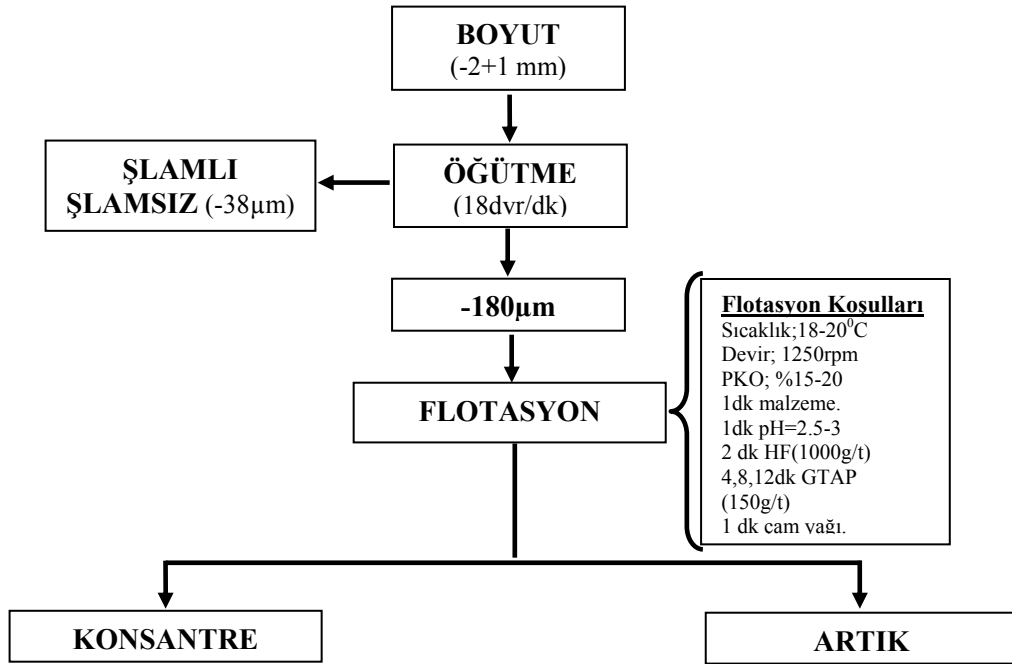 BOYUT
(-2+1 mm)
ŞLAMLI
ŞLAMSIZ (-38µm)
ÖĞÜTME
(18dvr/dk)
-180µm
FLOTASYON
Flotasyon Koşulları
Sıcaklık;18-20⁰C
Devir; 1250rpm
PKO; %15-20
1dk malzeme.
1dk pH=2.5-3
2 dk HF(1000g/t)
4,8,12dk GTAP
(150g/t)
1 dk çam yağı.
KONSANTRE
ARTIK